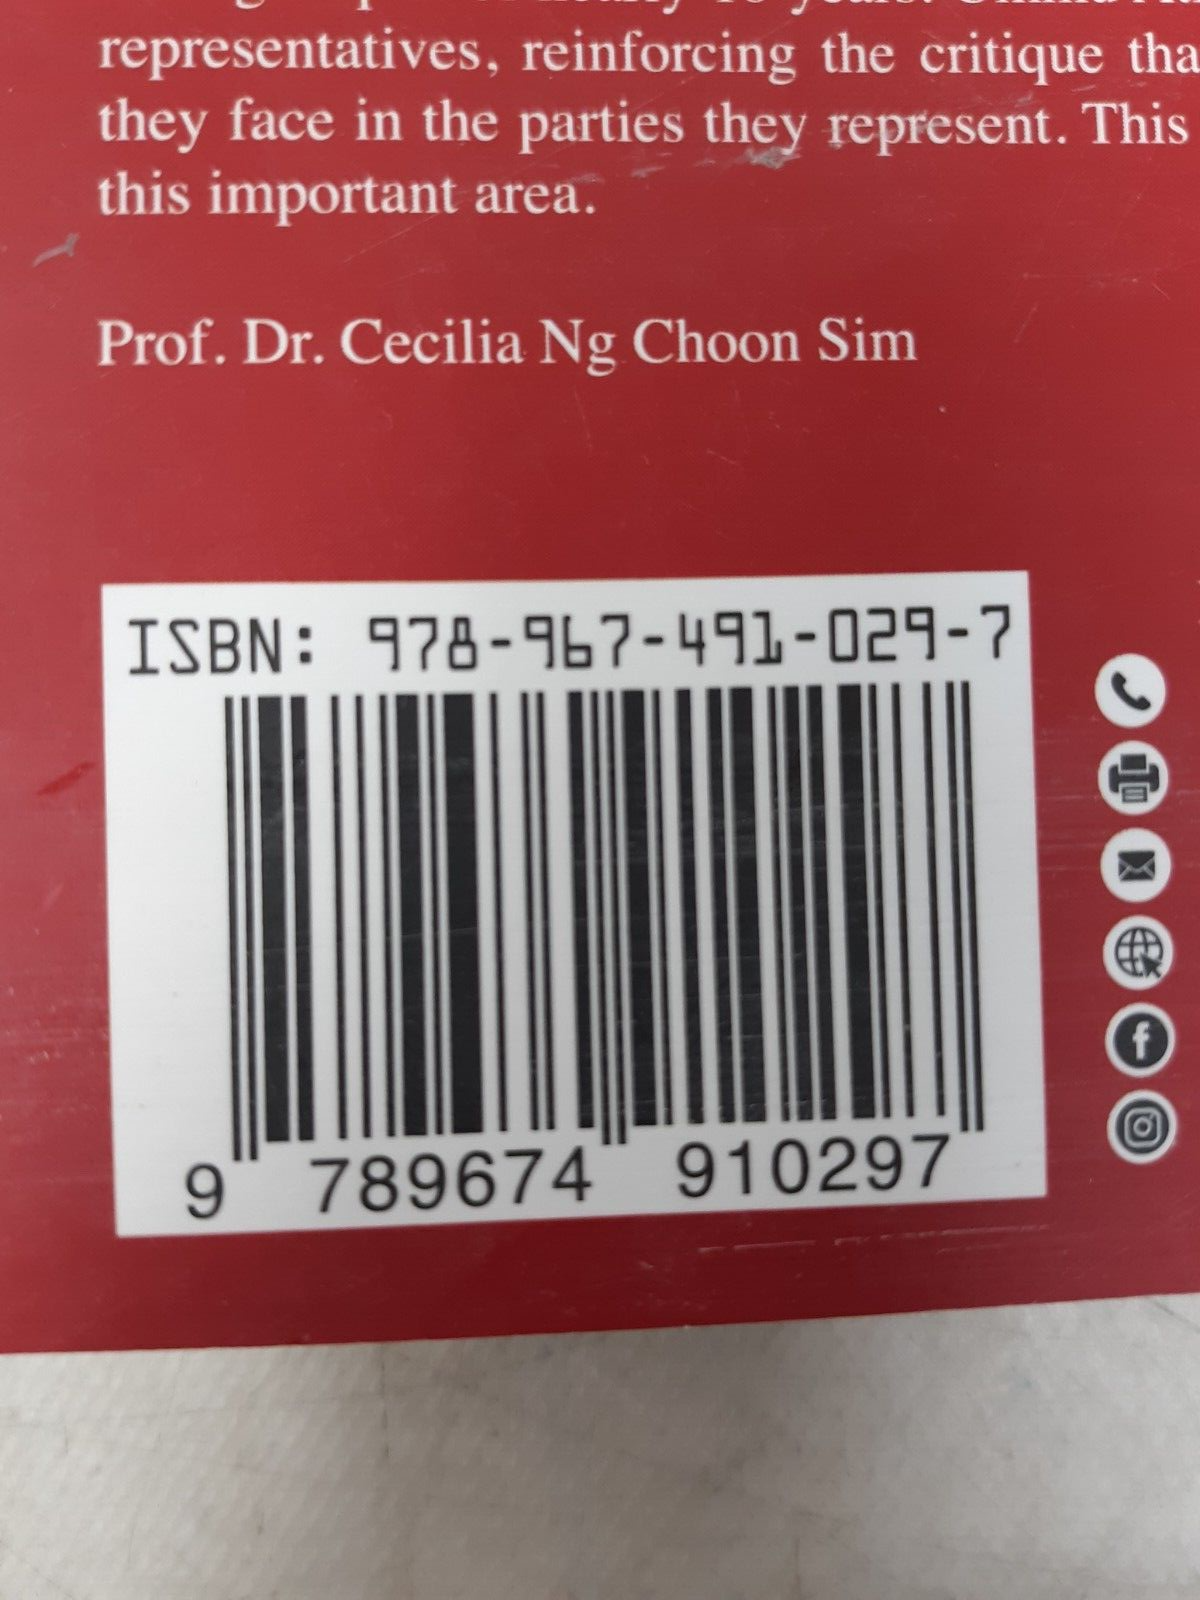 representatives, reinforcing the critique
they face in the parties they represent. This
this important area.
Prof. Dr. Cecilia Ng Choon Sim
ISBN: 978-967-491-029-7
9 789674 910297